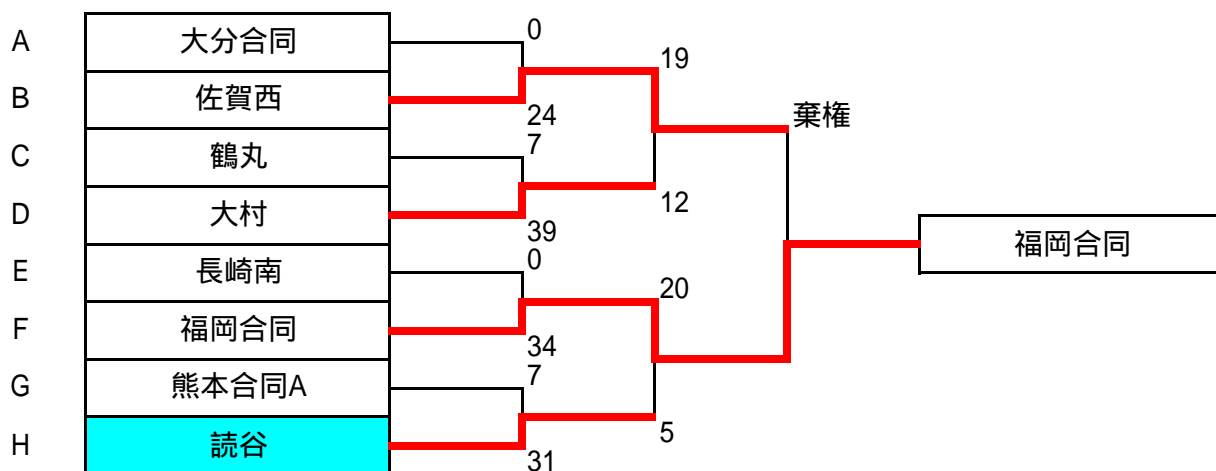 A 大分合同 0
19
B 佐賀西 24
棄権
C 鶴丸 7
D 大村 39
12
福岡合同
E 長崎南 0
20
F 福岡合同 34
G 熊本合同A 7
5
H 読谷 31